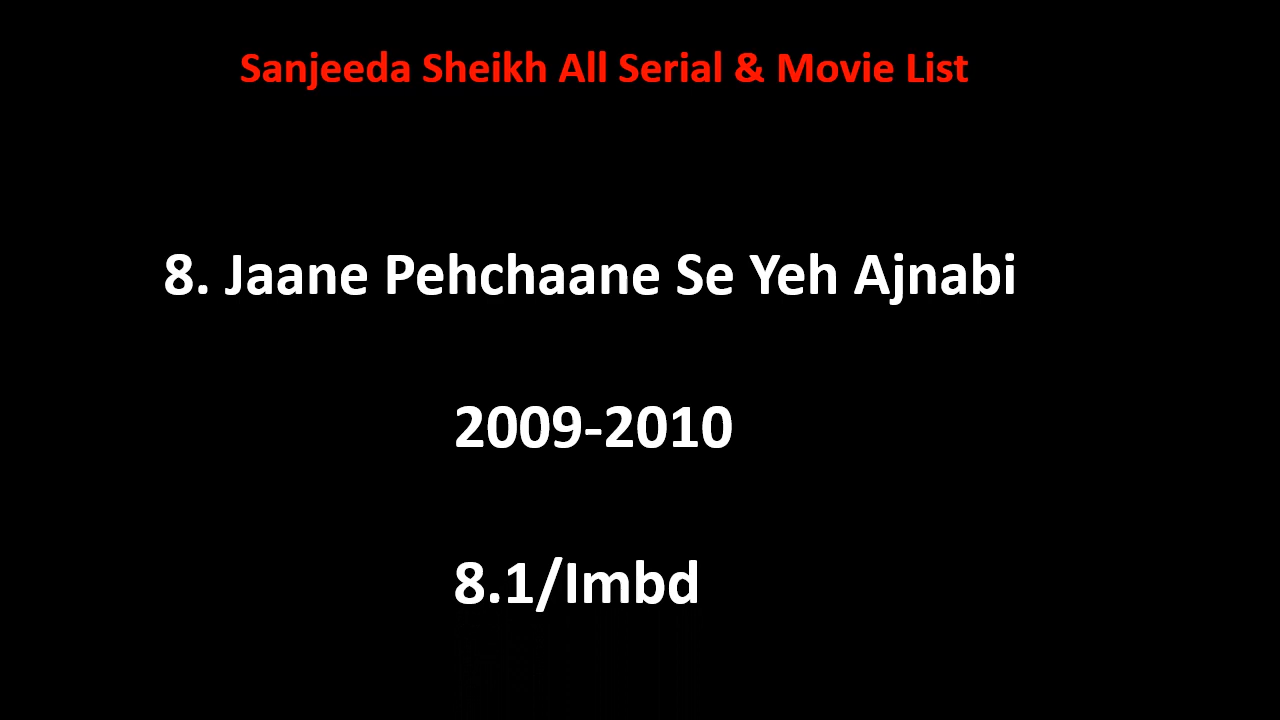 Sanjeeda Sheikh All Serial & Movie List
8. Jaane Pehchaane Se Yeh Ajnabi
2009-2010
8.1/Imbd